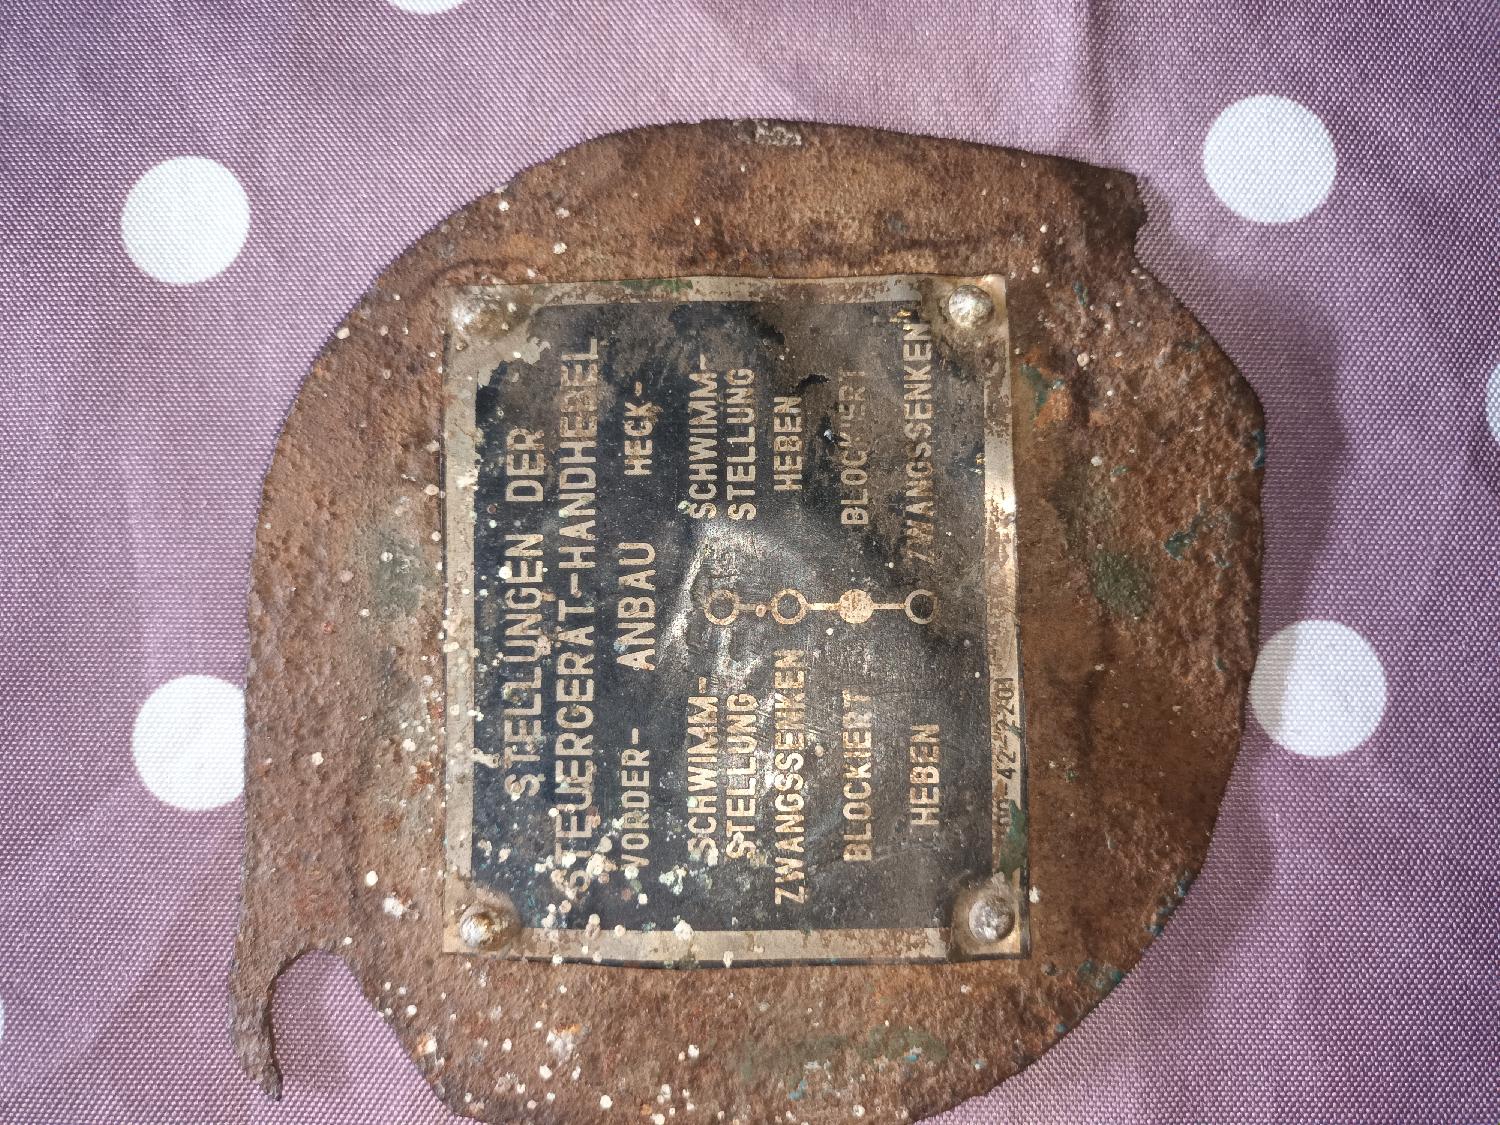 STELLUNGEN DER
STEUERGERÄT-HANDHEBEL
VORDER- ANBAU HECK-
SCHWIMM- SCHWIMM-
STELLUNG STELLUNG
ZWANGSSENKEN HEBEN
BLOCKIERT BLOCKIERT
HEBEN ZWANGSSENKEN